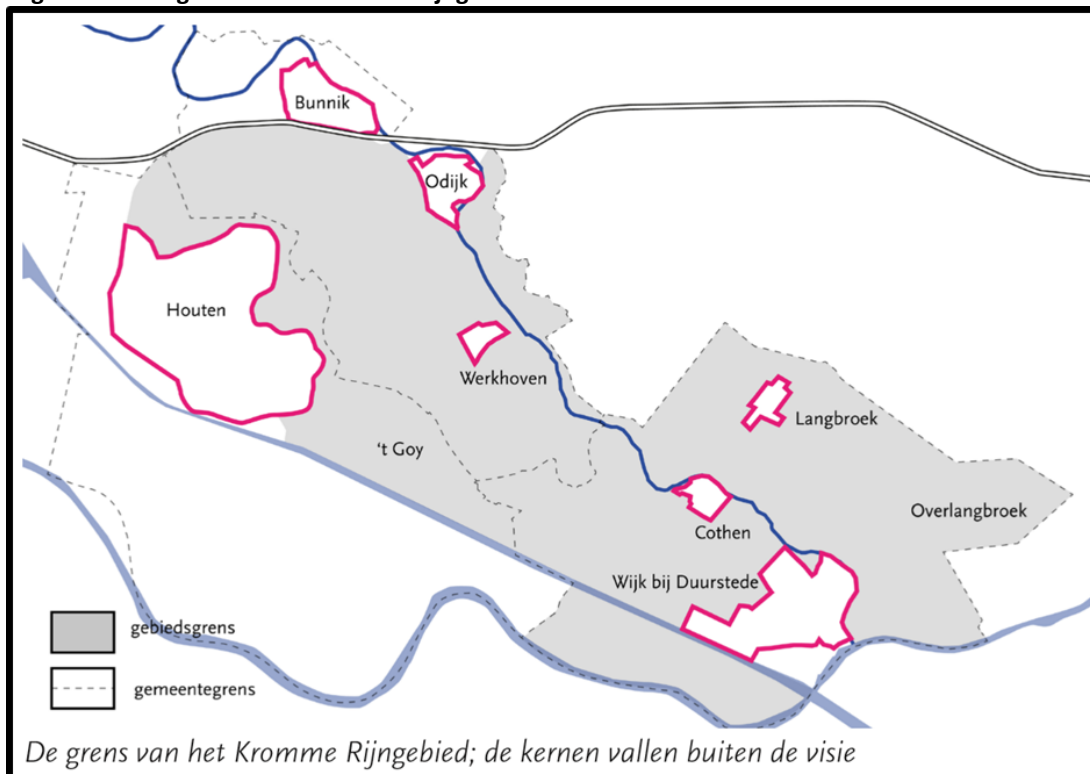 Bunnik
Odijk
Houten
Werkhoven
Langbroek
't Goy
Overlangbroek
Cothen
Wijk bij Duurstede
gebiedsgrens
gemeentegrens
De grens van het Kromme Rijngebied; de kernen vallen buiten de visie